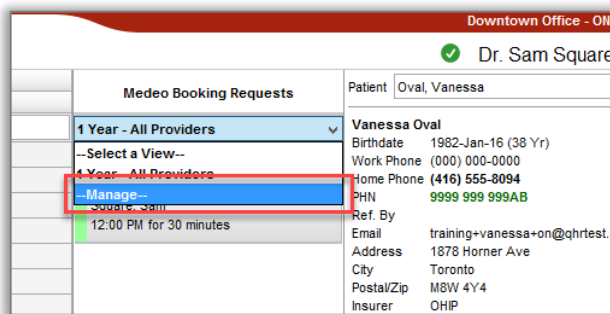 Downtown Office - ON
Dr. Sam Square
Medeo Booking Requests
Patient Oval, Vanessa
1 Year - All Providers
--Select a View--
1 Year - All Providers
--Manage--
Square, Sam
12:00 PM for 30 minutes
Vanessa Oval
Birthdate 1982-Jan-16 (38 Yr)
Work Phone (000) 000-0000
Home Phone (416) 555-8094
PHN 9999 999 999AB
Ref. By
Email training+vanessa+on@qhrtest.
Address 1878 Horner Ave
City Toronto
Postal/Zip M8W 4Y4
Insurer OHIP